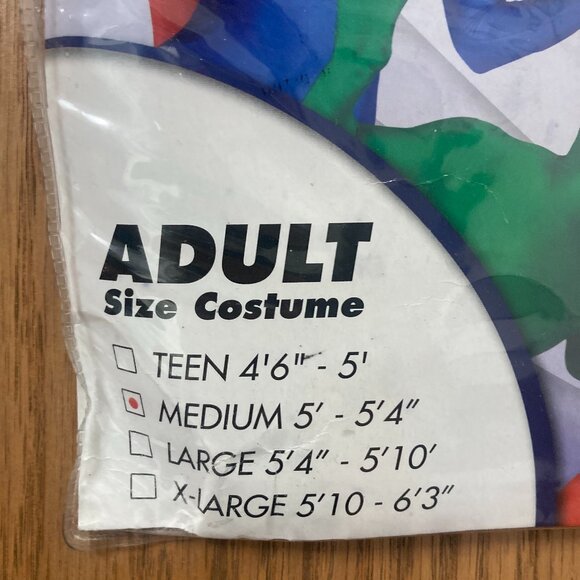 ADULT
Size Costume
TEEN 4'6" - 5'
MEDIUM 5' - 5'4"
LARGE 5'4" - 5'10'
X-LARGE 5'10 - 6'3"